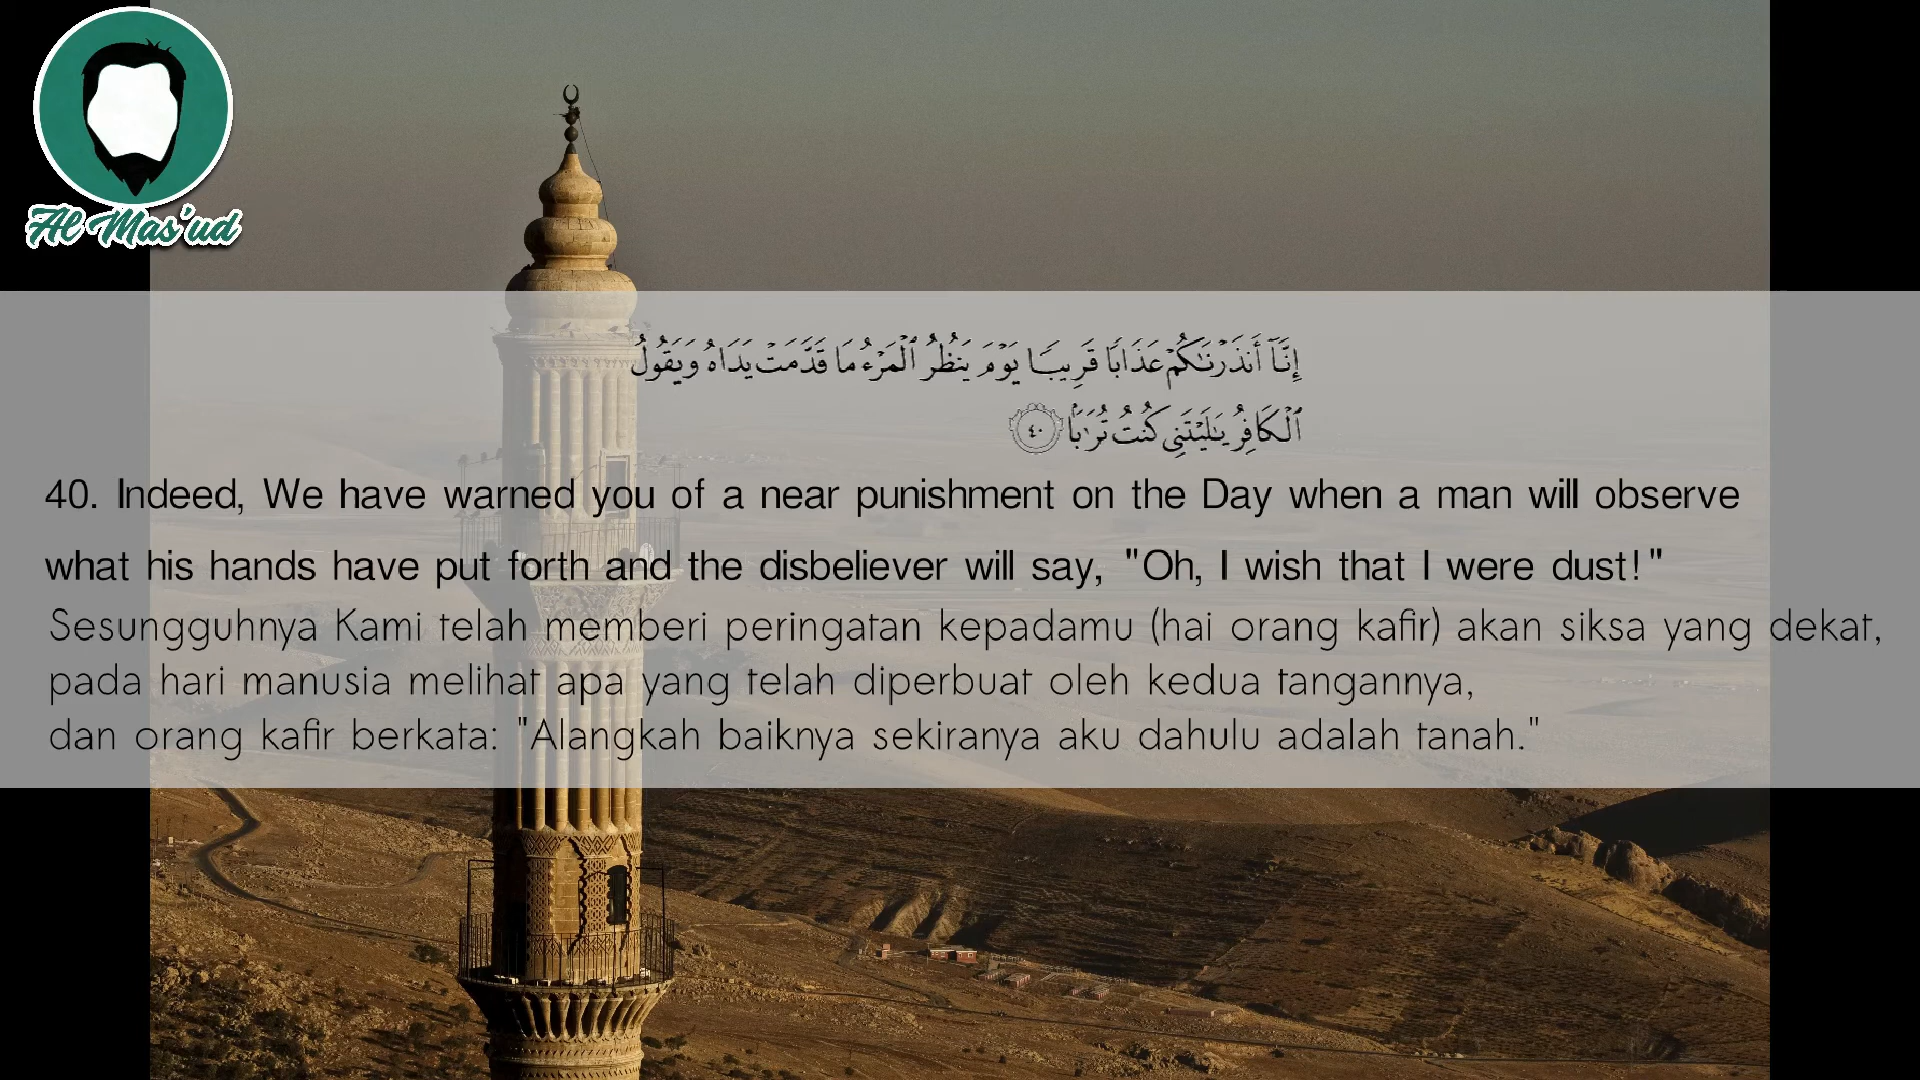 Al Mas'ud
إِنَّآ أَنذَرْنَٰكُمْ عَذَابًا قَرِيبًا يَوْمَ يَنظُرُ ٱلْمَرْءُ مَا قَدَّمَتْ يَدَاهُ وَيَقُولُ
ٱلْكَافِرُ يَٰلَيْتَنِى كُنتُ تُرَٰبًۢا ٤٠
40. Indeed, We have warned you of a near punishment on the Day when a man will observe
what his hands have put forth and the disbeliever will say, "Oh, I wish that I were dust!"
Sesungguhnya Kami telah memberi peringatan kepadamu (hai orang kafir) akan siksa yang dekat,
pada hari manusia melihat apa yang telah diperbuat oleh kedua tangannya,
dan orang kafir berkata: "Alangkah baiknya sekiranya aku dahulu adalah tanah."